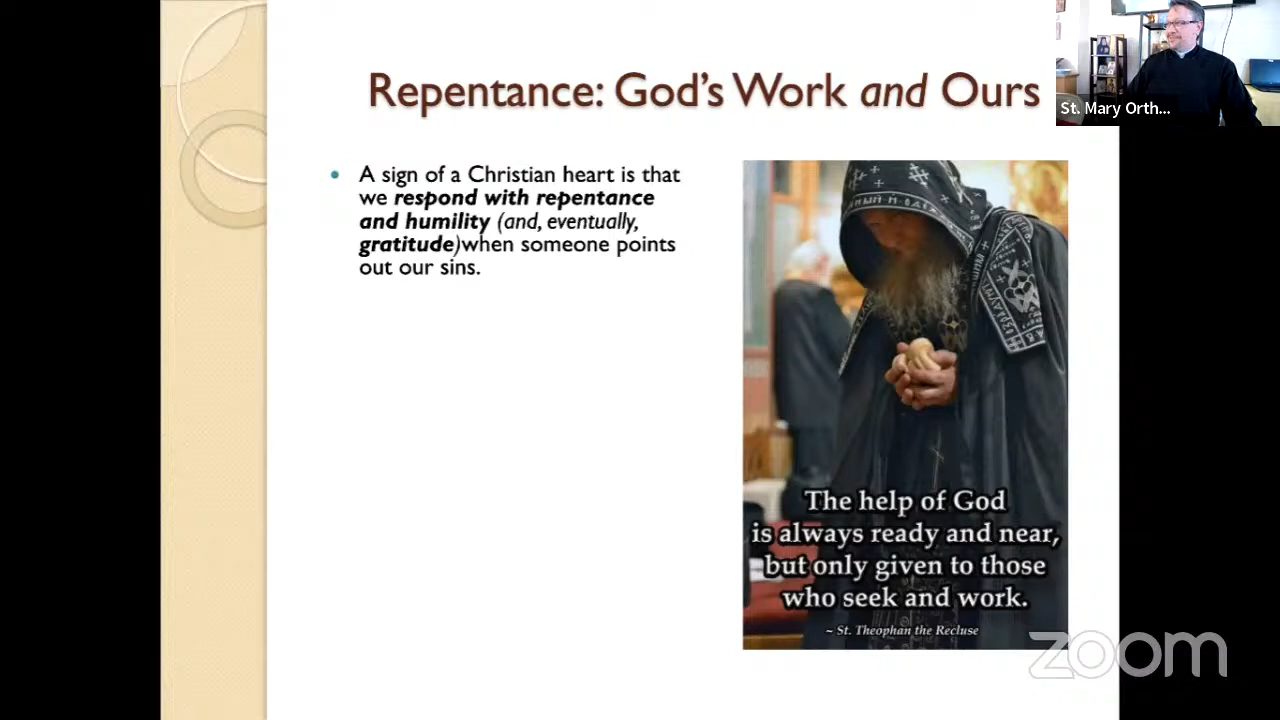 Repentance: God's Work and Ours
St. Mary Orth...
• A sign of a Christian heart is that
we respond with repentance
and humility (and, eventually,
gratitude)when someone points
out our sins.
The help of God
is always ready and near,
but only given to those
who seek and work.
~ St. Theophan the Recluse
zoom